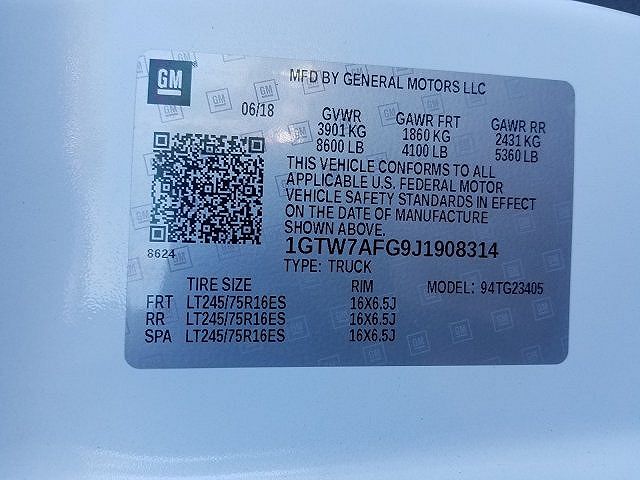 GM
MFD BY GENERAL MOTORS LLC
06/18
GVWR GAWR FRT GAWR RR
3901 KG 1860 KG 2431 KG
8600 LB 4100 LB 5360 LB
THIS VEHICLE CONFORMS TO ALL
APPLICABLE U.S. FEDERAL MOTOR
VEHICLE SAFETY STANDARDS IN EFFECT
ON THE DATE OF MANUFACTURE
SHOWN ABOVE.
8624
1GTW7AFG9J1908314
TYPE: TRUCK
TIRE SIZE RIM MODEL: 94TG23405
FRT LT245/75R16ES 16X6.5J
RR LT245/75R16ES 16X6.5J
SPA LT245/75R16ES 16X6.5J